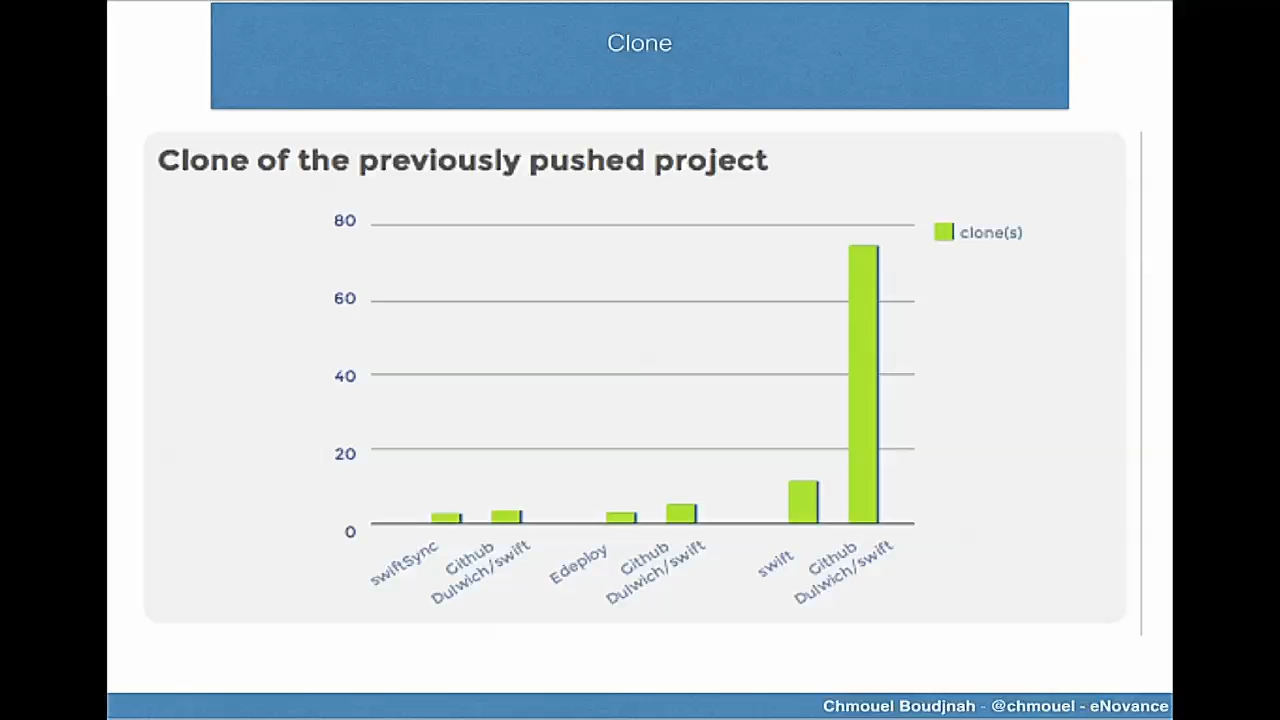 Clone
Clone of the previously pushed project
80
60
40
20
0
clone(s)
swiftSync
Github
Dulwich/swift
Edeploy
Github
Dulwich/swift
swift
Github
Dulwich/swift
Chmouel Boudjnah - @chmouel - eNovance